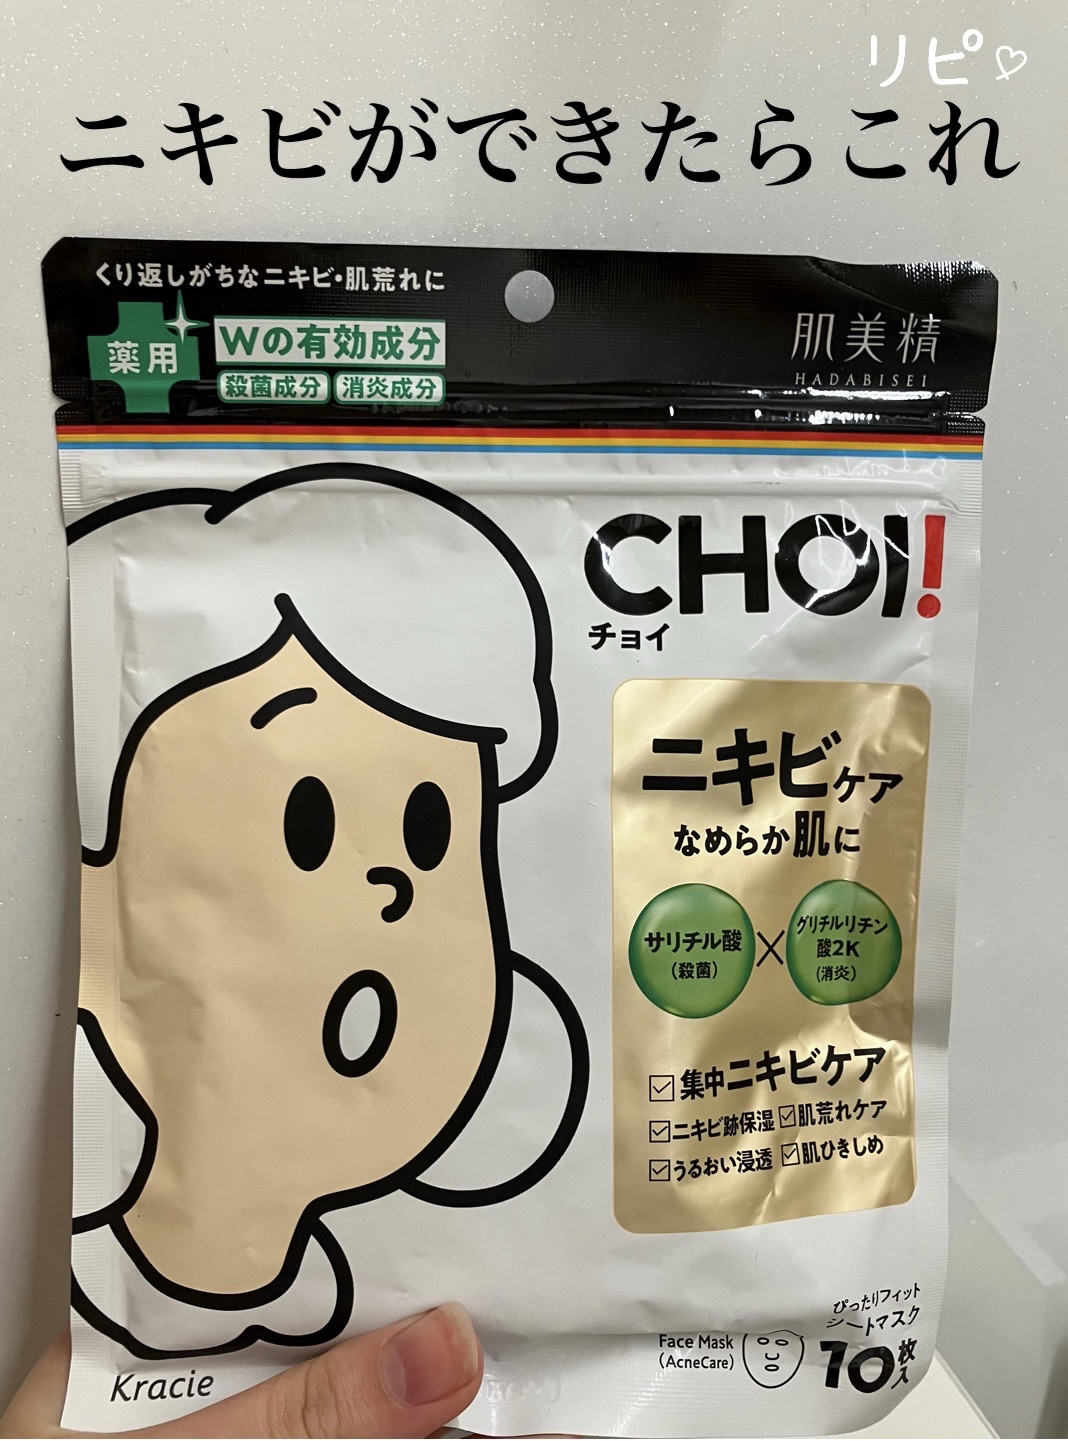 リピ♡
ニキビができたらこれ
くり返しがちなニキビ・肌荒れに
薬用
Wの有効成分
殺菌成分 消炎成分
肌美精
HADABISEI
CHOI!
チョイ
ニキビケア
なめらか肌に
サリチル酸
(殺菌)
×
グリチルリチン
酸2K
(消炎)
集中ニキビケア
ニキビ跡保湿 肌荒れケア
うるおい浸透 肌ひきしめ
ぴったりフィット
シートマスク
Face Mask
(AcneCare)
10枚入
Kracie